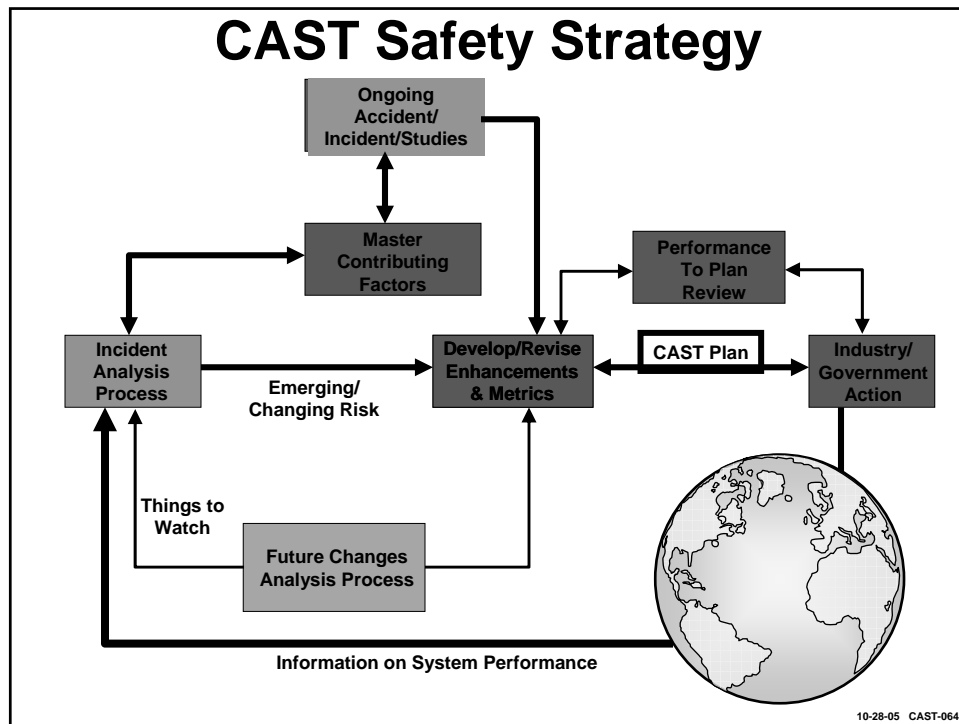 CAST Safety Strategy
Ongoing
Accident/
Incident/Studies
Master
Contributing
Factors
Performance
To Plan
Review
Incident
Analysis
Process
Emerging/
Changing Risk
Develop/Revise
Enhancements
& Metrics
CAST Plan
Industry/
Government
Action
Things to
Watch
Future Changes
Analysis Process
Information on System Performance
10-28-05 CAST-064